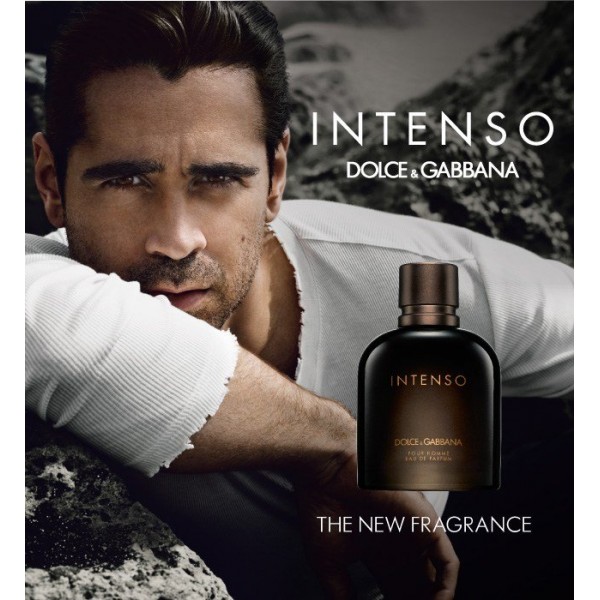 INTENSO
DOLCE & GABBANA
INTENSO
DOLCE & GABBANA
POUR HOMME
EAU DE PARFUM
THE NEW FRAGRANCE